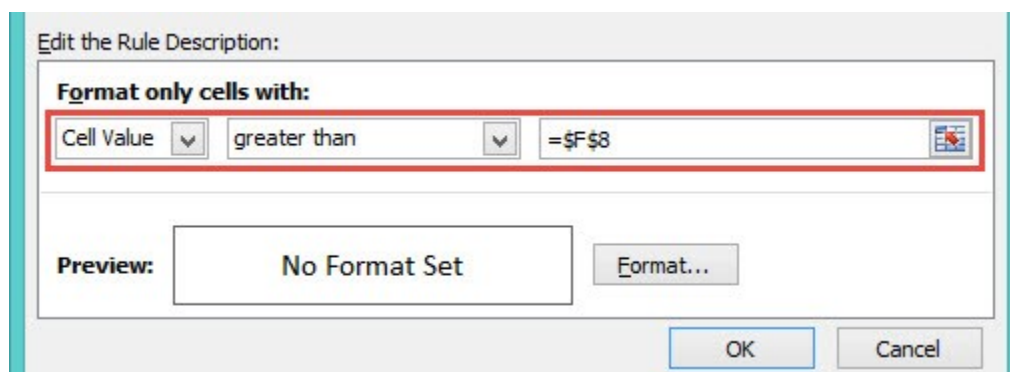 Edit the Rule Description:
Format only cells with:
Cell Value greater than =$F$8
Preview: No Format Set Format...
OK Cancel